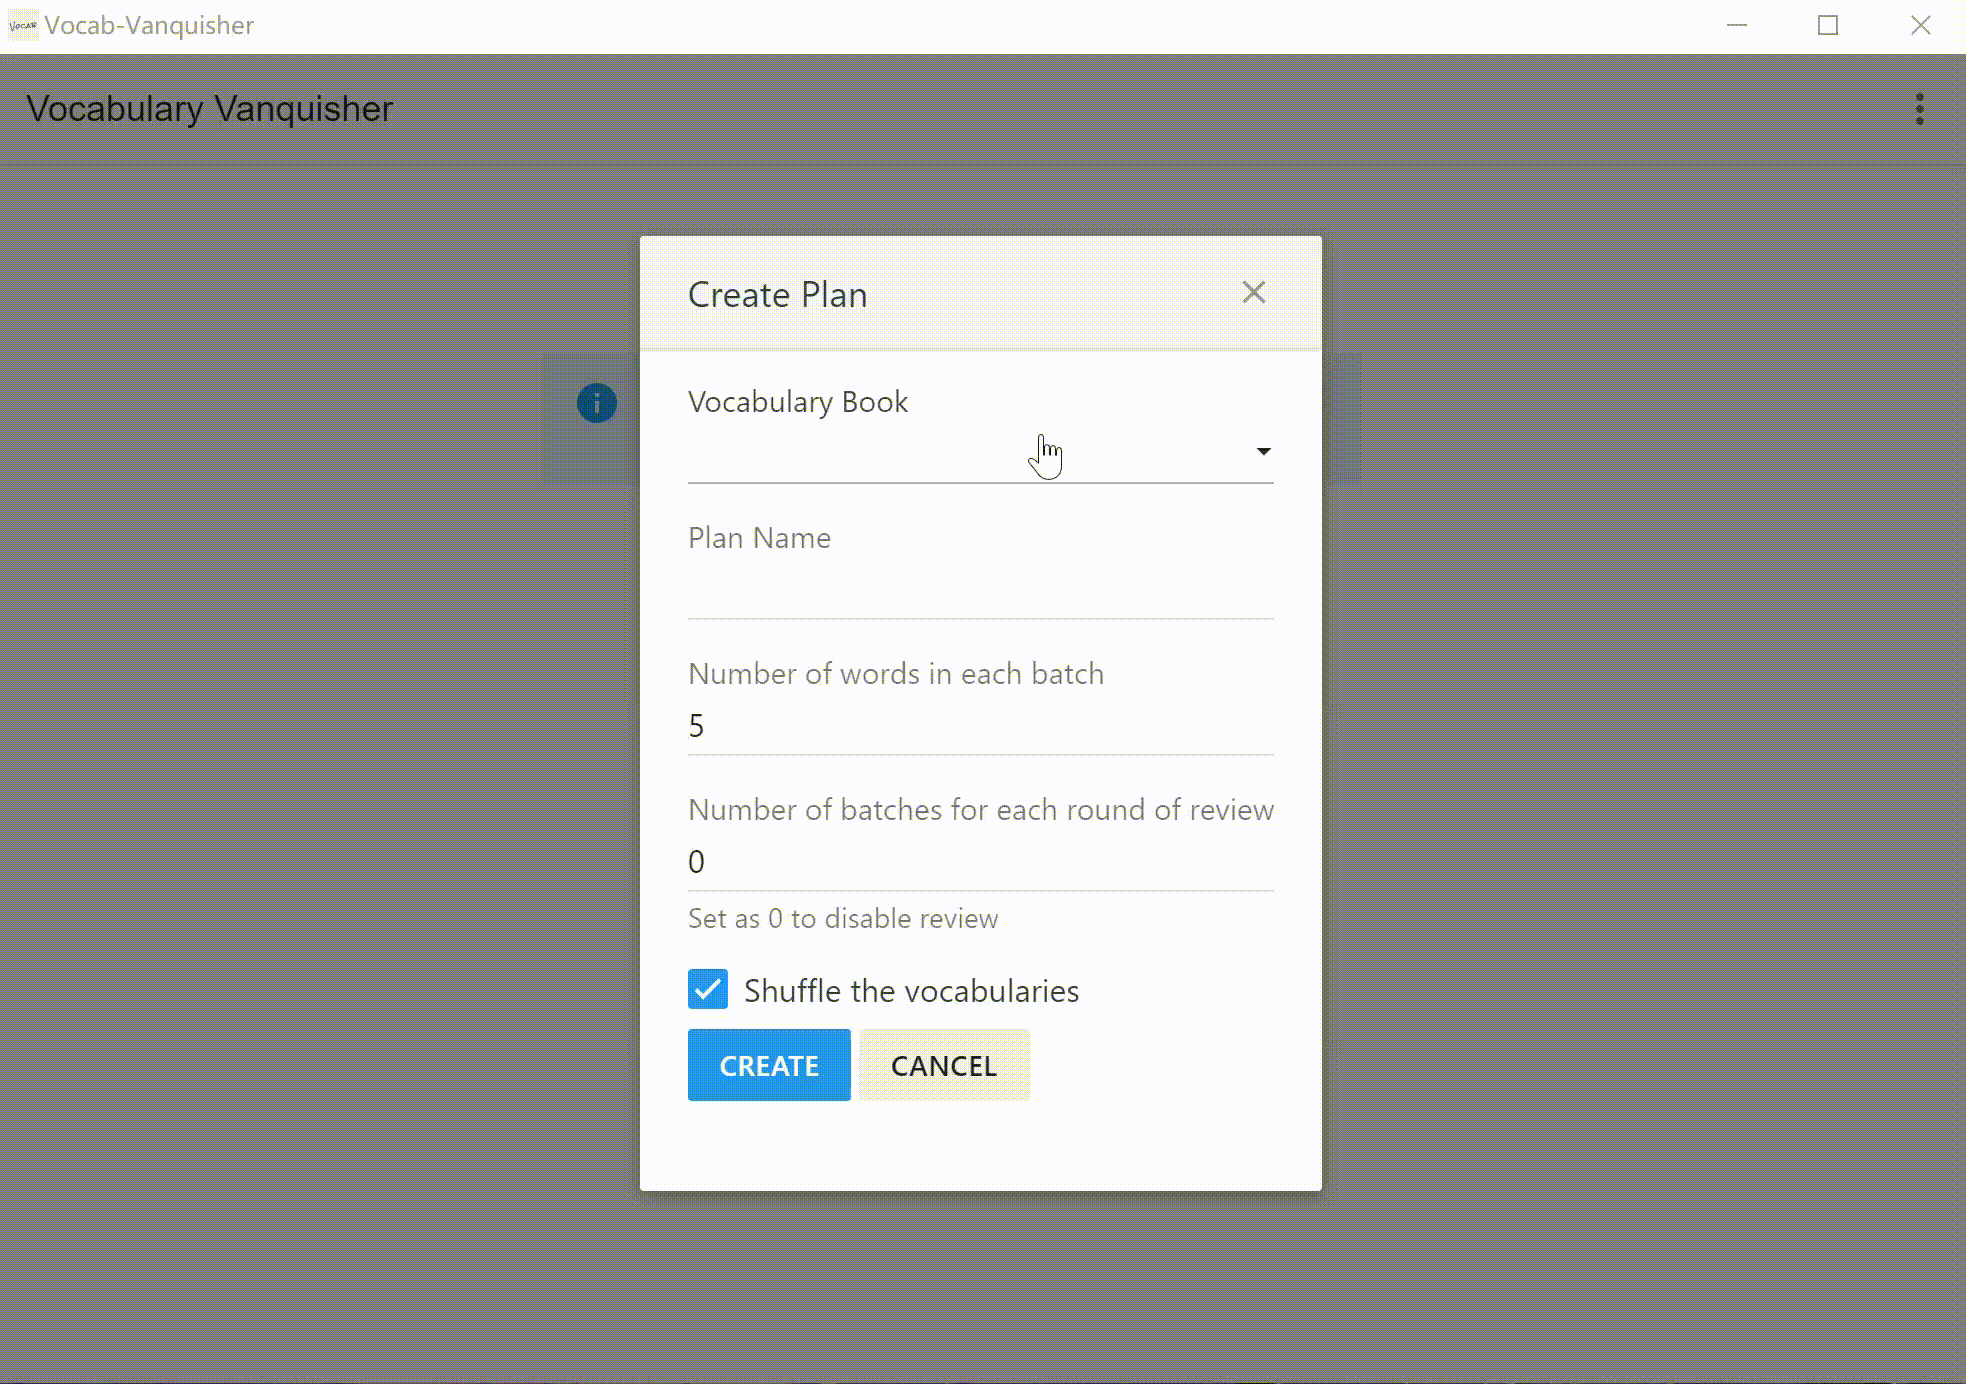 VOCAB Vocab-Vanquisher
Vocabulary Vanquisher
Create Plan
Vocabulary Book
Plan Name
Number of words in each batch
5
Number of batches for each round of review
0
Set as 0 to disable review
Shuffle the vocabularies
CREATE CANCEL